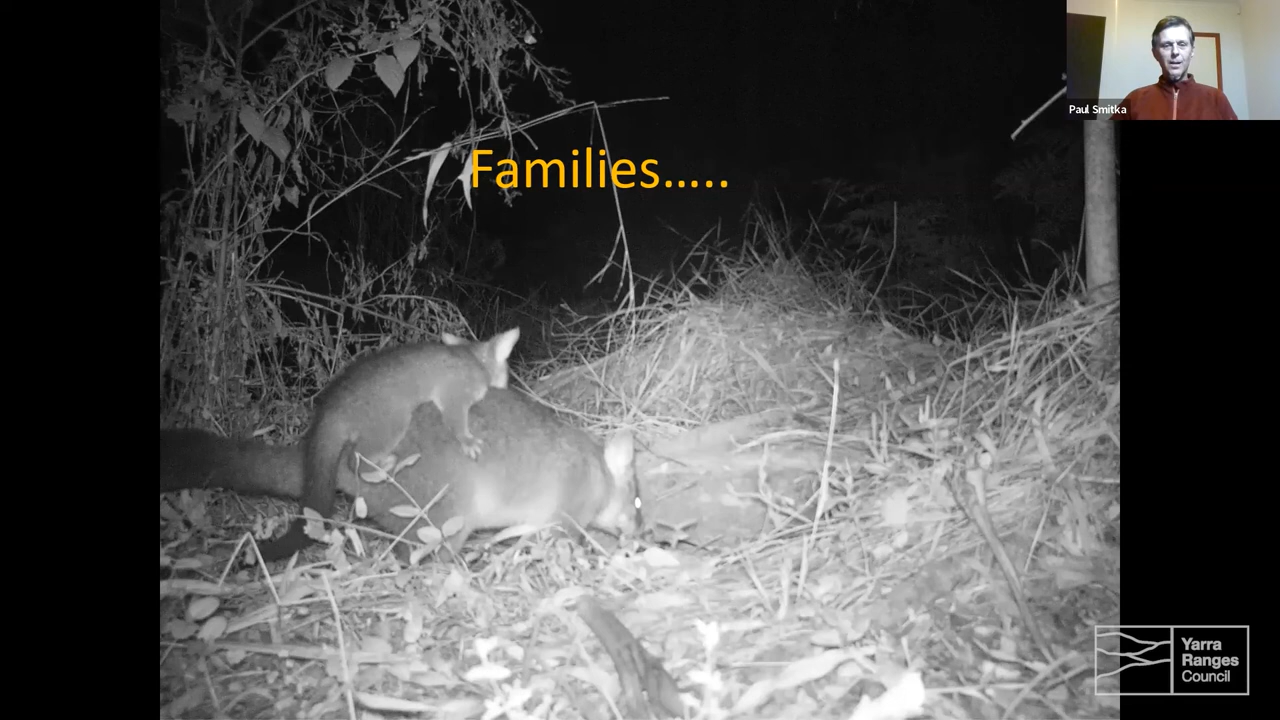 Paul Smitka
Families.....
Yarra
Ranges
Council